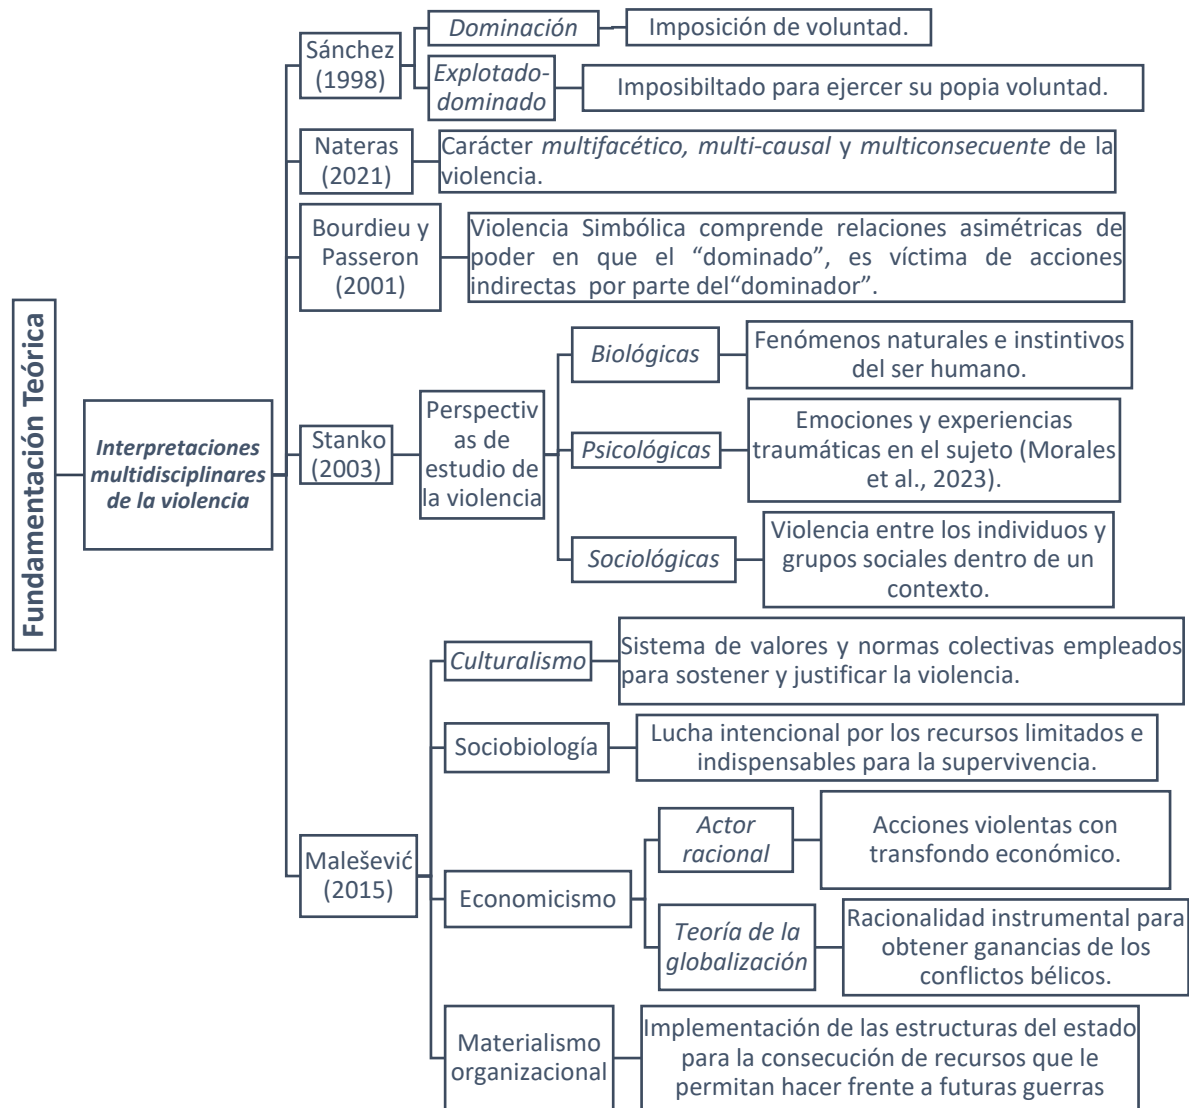 Fundamentación Teórica
Interpretaciones
multidisciplinares
de la violencia
Sánchez
(1998)
Dominación
Imposición de voluntad.
Explotado-
dominado
Imposibiltado para ejercer su popia voluntad.
Nateras
(2021)
Carácter multifacético, multi-causal y multiconsecuente de la
violencia.
Bourdieu y
Passeron
(2001)
Violencia Simbólica comprende relaciones asimétricas de
poder en que el “dominado”, es víctima de acciones
indirectas por parte del“dominador”.
Stanko
(2003)
Perspectiv
as de
estudio de
la violencia
Biológicas
Fenómenos naturales e instintivos
del ser humano.
Psicológicas
Emociones y experiencias
traumáticas en el sujeto (Morales
et al., 2023).
Sociológicas
Violencia entre los individuos y
grupos sociales dentro de un
contexto.
Malešević
(2015)
Culturalismo
Sistema de valores y normas colectivas empleados
para sostener y justificar la violencia.
Sociobiología
Lucha intencional por los recursos limitados e
indispensables para la supervivencia.
Economicismo
Actor
racional
Acciones violentas con
transfondo económico.
Teoría de la
globalización
Racionalidad instrumental para
obtener ganancias de los
conflictos bélicos.
Materialismo
organizacional
Implementación de las estructuras del estado
para la consecución de recursos que le
permitan hacer frente a futuras guerras